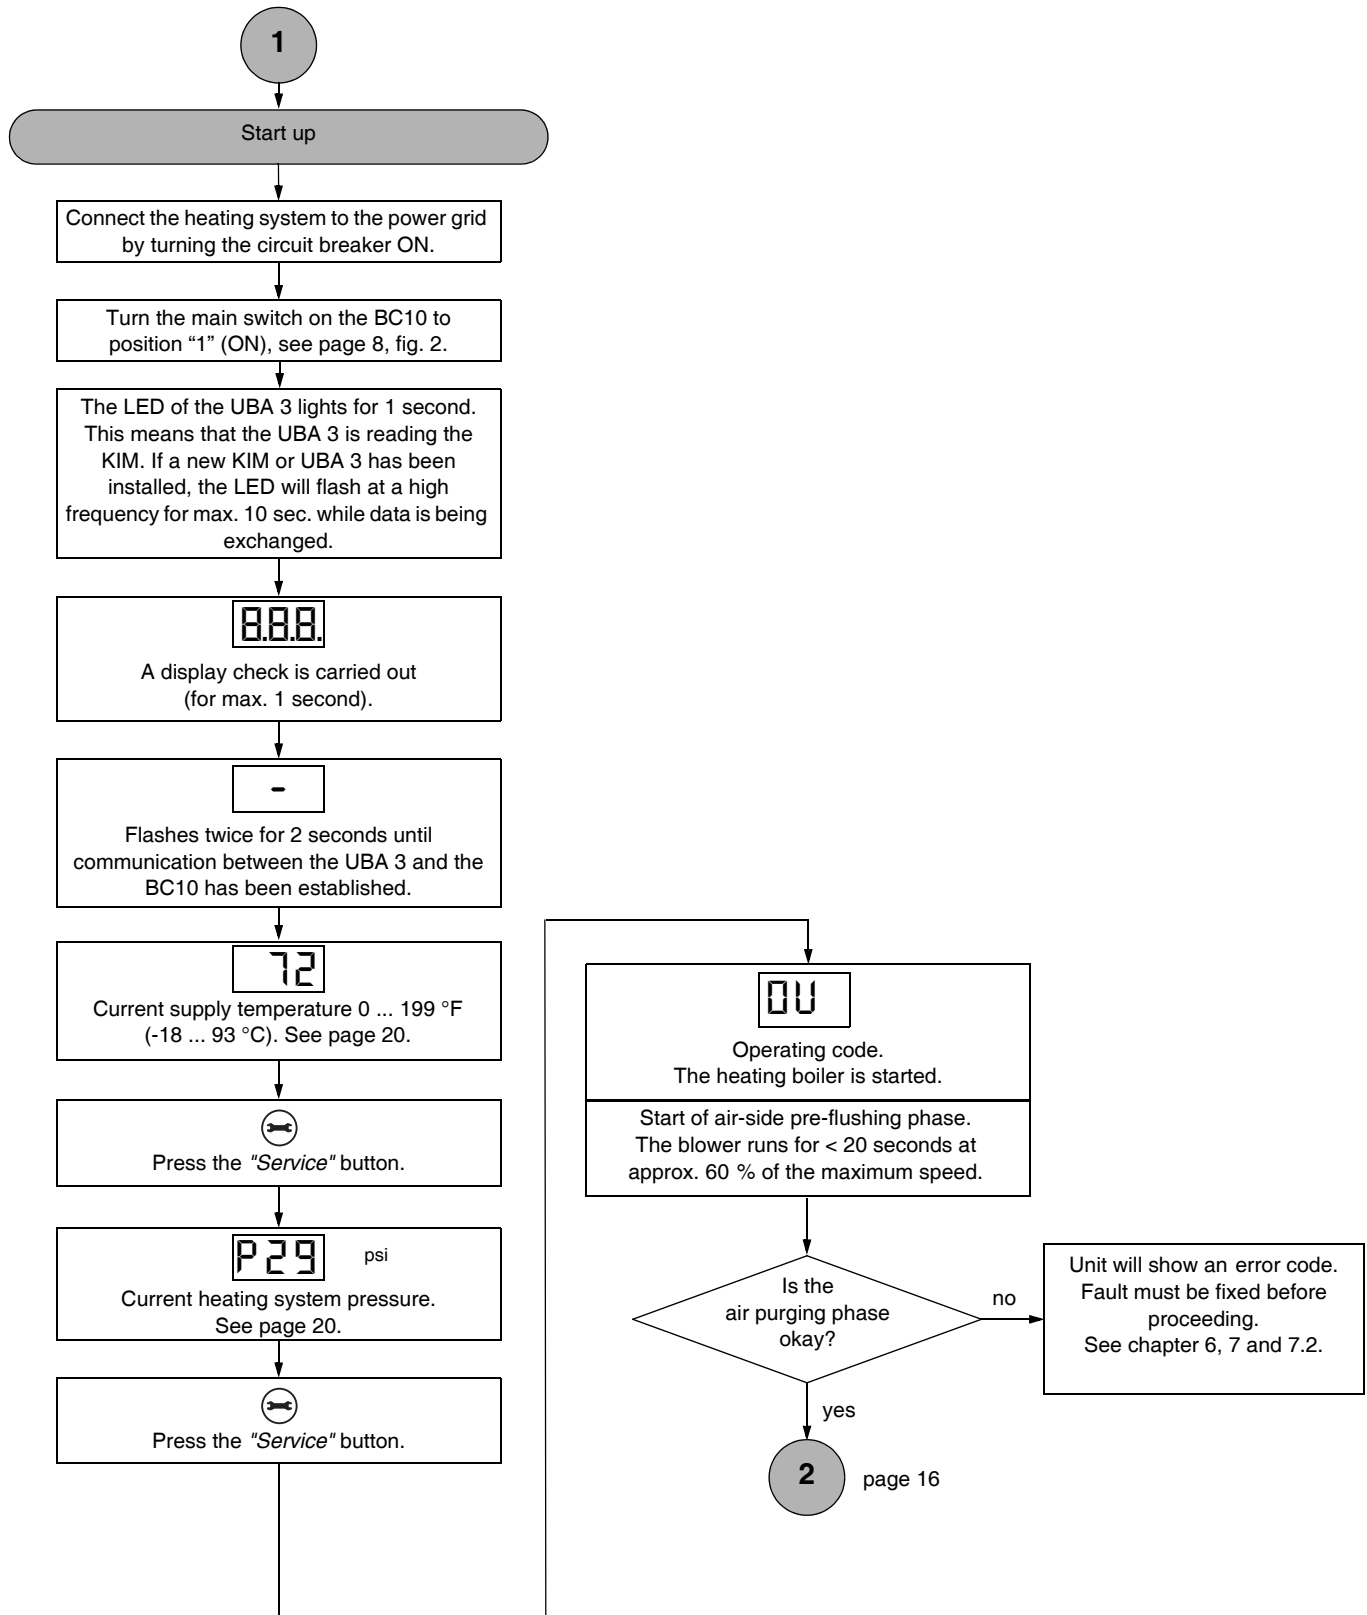 1
Start up
Connect the heating system to the power grid
by turning the circuit breaker ON.
Turn the main switch on the BC10 to
position “1” (ON), see page 8, fig. 2.
The LED of the UBA 3 lights for 1 second.
This means that the UBA 3 is reading the
KIM. If a new KIM or UBA 3 has been
installed, the LED will flash at a high
frequency for max. 10 sec. while data is being
exchanged.
8.8.8.
A display check is carried out
(for max. 1 second).
-
Flashes twice for 2 seconds until
communication between the UBA 3 and the
BC10 has been established.
72
Current supply temperature 0 ... 199 °F
(-18 ... 93 °C). See page 20.
Press the "Service" button.
P29 psi
Current heating system pressure.
See page 20.
Press the "Service" button.
0U
Operating code.
The heating boiler is started.
Start of air-side pre-flushing phase.
The blower runs for < 20 seconds at
approx. 60 % of the maximum speed.
Is the
air purging phase
okay?
no
Unit will show an error code.
Fault must be fixed before
proceeding.
See chapter 6, 7 and 7.2.
yes
2 page 16